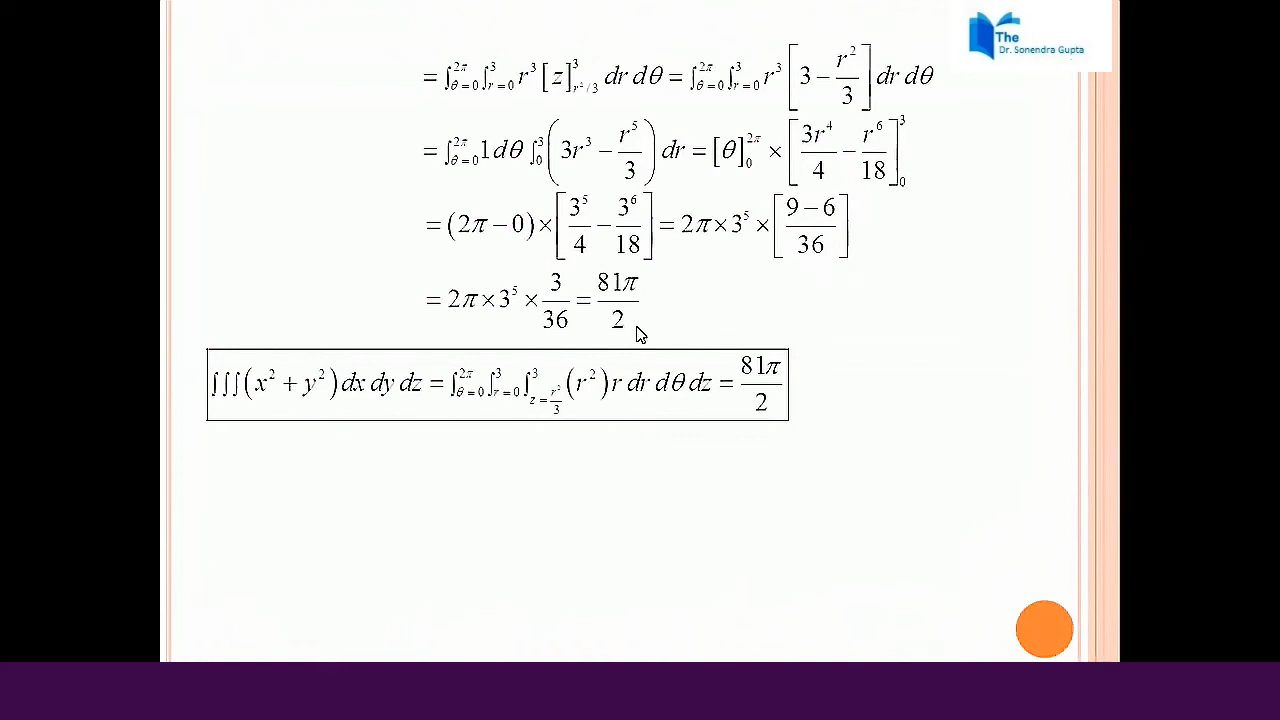 The
Dr. Sonendra Gupta
= ∫_{θ=0}^{2π} ∫_{r=0}^{3} r³ [z]_{r²/3}^{3} dr dθ = ∫_{θ=0}^{2π} ∫_{r=0}^{3} r³ [3 − r²/3] dr dθ
= ∫_{θ=0}^{2π} 1 dθ ∫_{0}^{3} (3r³ − r⁵/3) dr = [θ]_{0}^{2π} × [3r⁴/4 − r⁶/18]_{0}^{3}
= (2π − 0) × [3⁵/4 − 3⁶/18] = 2π × 3⁵ × [9 − 6/36]
= 2π × 3⁵ × 3/36 = 81π/2
∫∫∫ (x² + y²) dx dy dz = ∫_{θ=0}^{2π} ∫_{r=0}^{3} ∫_{z=r²/3}^{3} (r²) r dr dθ dz = 81π/2